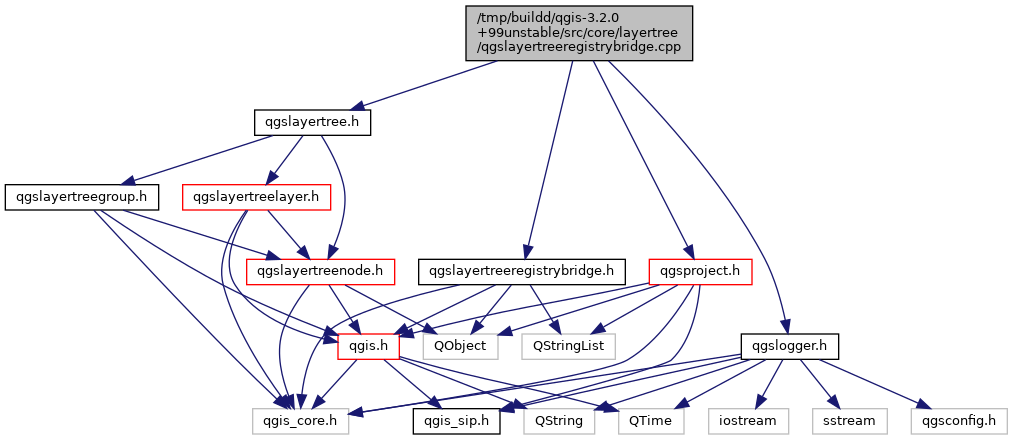 /tmp/buildd/qgis-3.2.0
+99unstable/src/core/layertree
/qgslayertreeregistrybridge.cpp
qgslayertree.h
qgslayertreegroup.h
qgslayertreelayer.h
qgslayertreenode.h
qgslayertreeregistrybridge.h
qgsproject.h
qgis.h
QObject
QStringList
qgslogger.h
qgis_core.h
qgis_sip.h
QString
QTime
iostream
sstream
qgsconfig.h